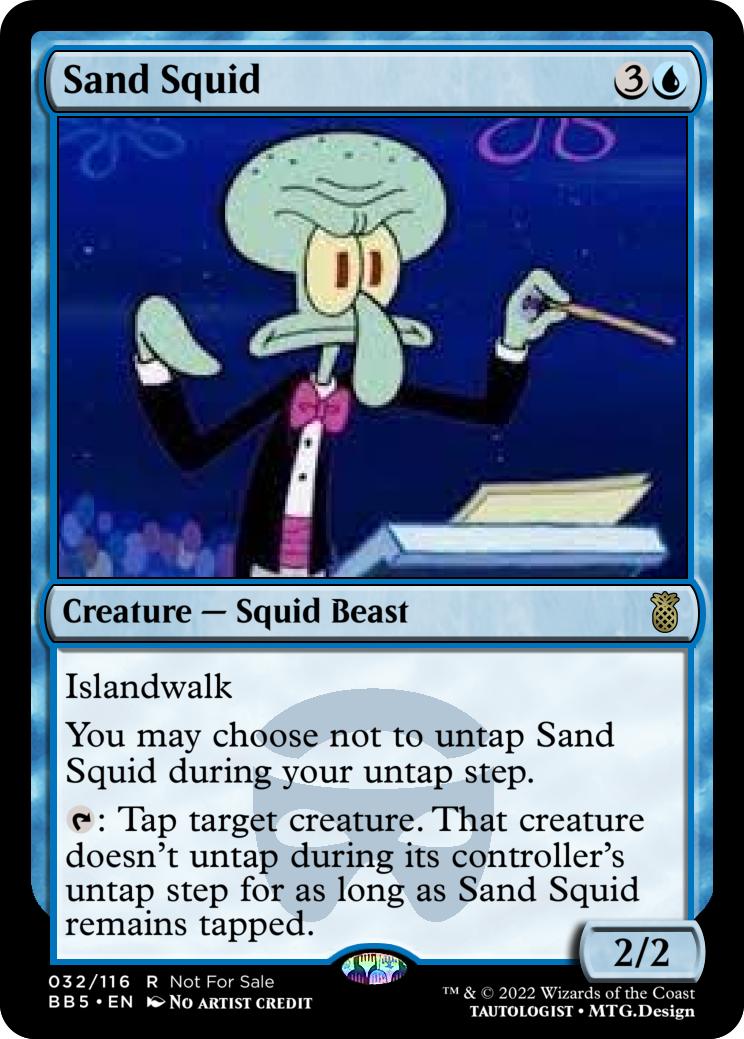 Sand Squid 3
Creature — Squid Beast
Islandwalk
You may choose not to untap Sand
Squid during your untap step.
: Tap target creature. That creature
doesn't untap during its controller's
untap step for as long as Sand Squid
remains tapped.
2/2
032/116 R Not For Sale
BB5 • EN No artist credit
™ & © 2022 Wizards of the Coast
TAUTOLOGIST • MTG.Design